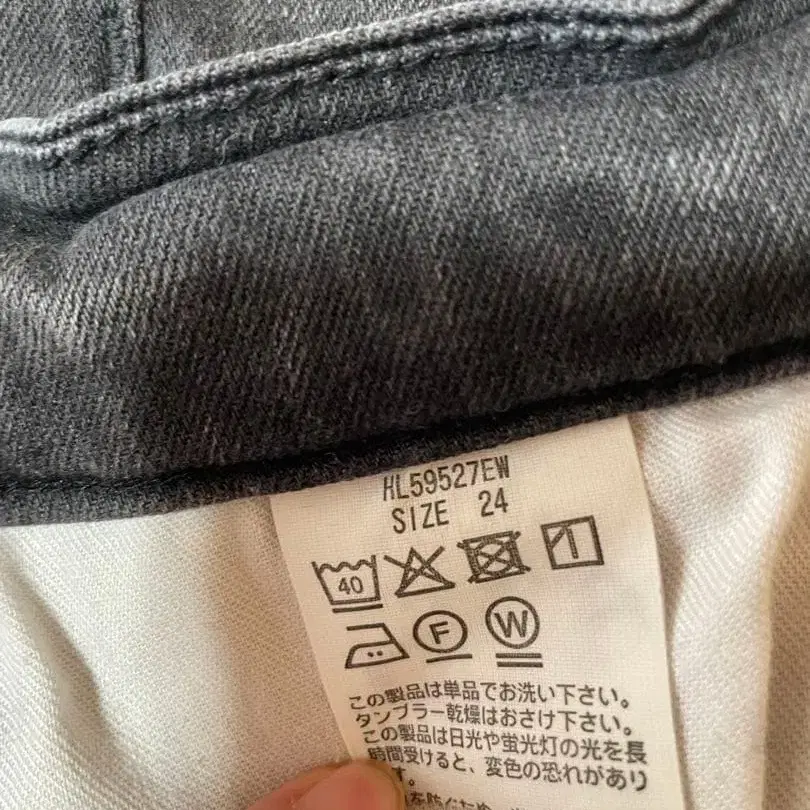 HL59527EW
SIZE 24
40
F W
この製品は単品でお洗い下さい。
タンブラー乾燥はおさけ下さい。
この製品は日光や蛍光灯の光を長
時間受けると、変色の恐れがあり
す。